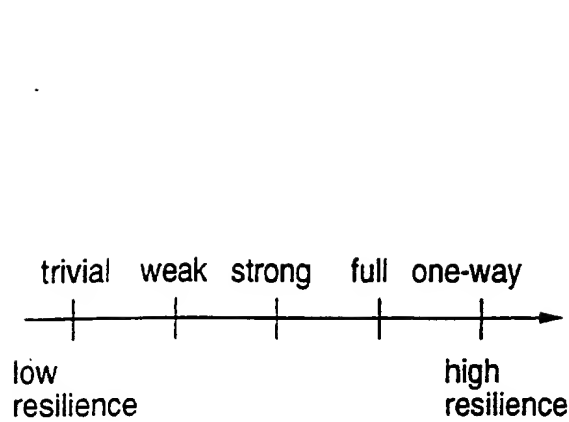 trivial weak strong full one-way
low high
resilience resilience